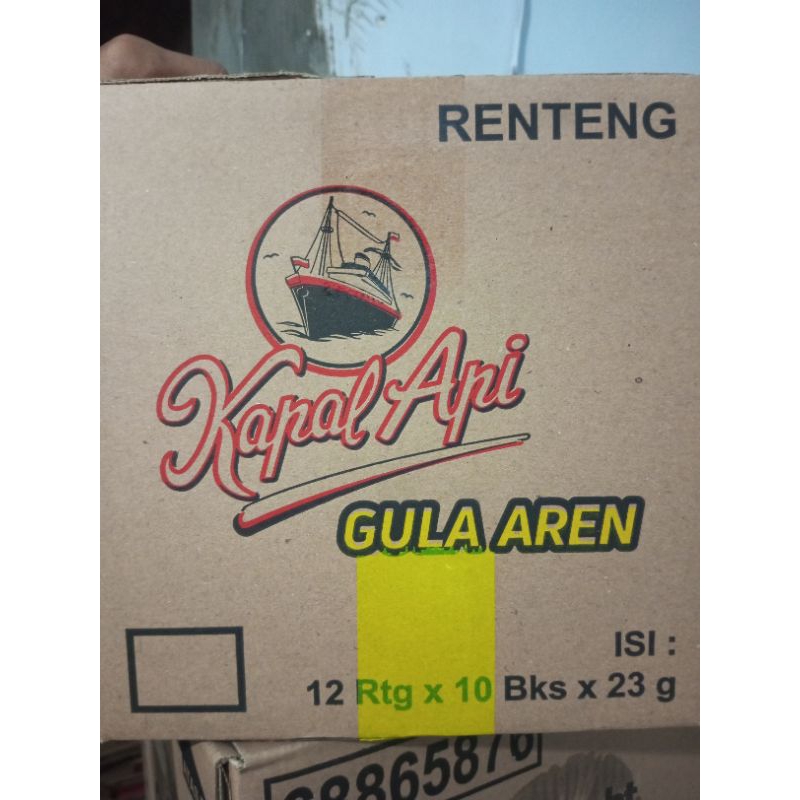 RENTENG
Kapal Api
GULA AREN
ISI :
12 Rtg x 10 Bks x 23 g